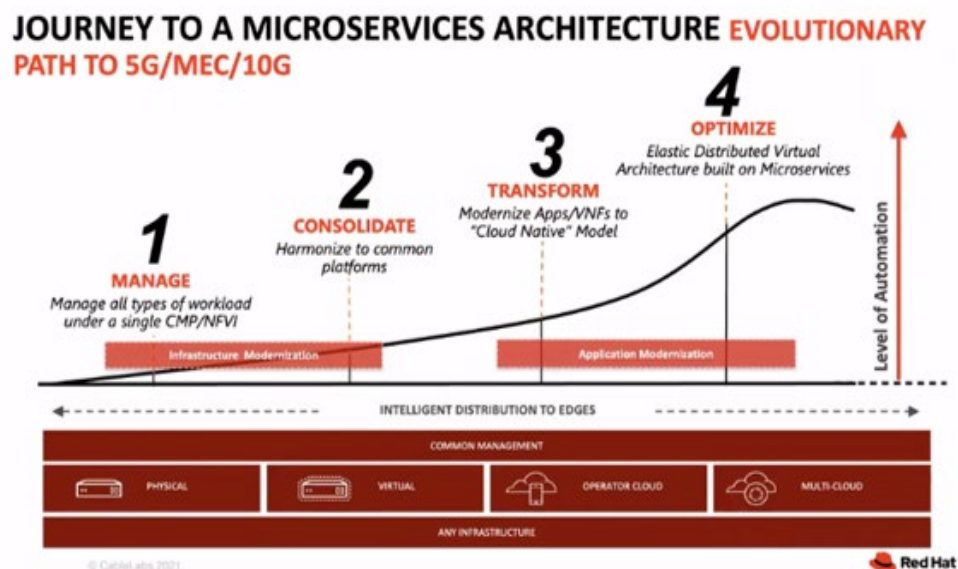 JOURNEY TO A MICROSERVICES ARCHITECTURE EVOLUTIONARY
PATH TO 5G/MEC/10G
1
MANAGE
Manage all types of workload
under a single CMP/NFVI
2
CONSOLIDATE
Harmonize to common
platforms
3
TRANSFORM
Modernize Apps/VNFs to
"Cloud Native" Model
4
OPTIMIZE
Elastic Distributed Virtual
Architecture built on Microservices
Level of Automation
Infrastructure Modernization
Application Modernization
INTELLIGENT DISTRIBUTION TO EDGES
COMMON MANAGEMENT
PHYSICAL
VIRTUAL
OPERATOR CLOUD
MULTI-CLOUD
ANY INFRASTRUCTURE
© CableLabs 2021
Red Hat